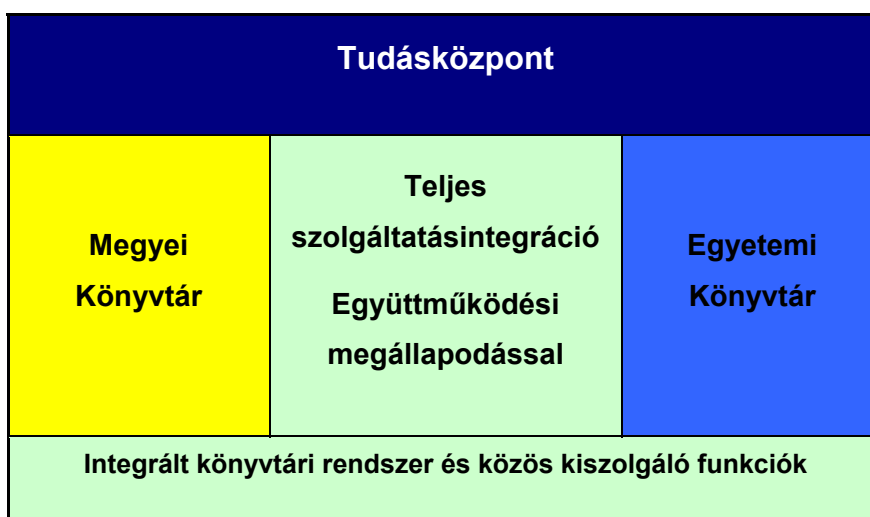 Tudásközpont
Megyei
Könyvtár
Teljes
szolgáltatásintegráció
Együttműködési
megállapodással
Egyetemi
Könyvtár
Integrált könyvtári rendszer és közös kiszolgáló funkciók